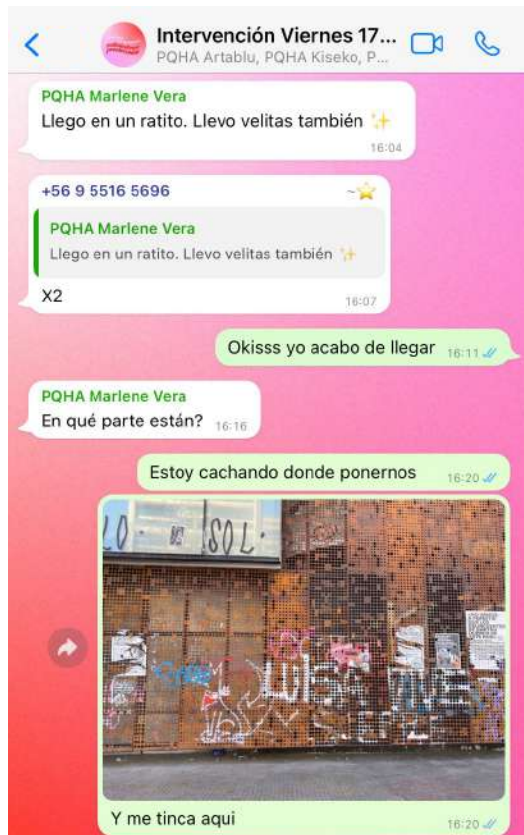 Intervención Viernes 17...
PQHA Artablu, PQHA Kiseko, P...
PQHA Marlene Vera
Llego en un ratito. Llevo velitas también ✨
16:04
+56 9 5516 5696 ~⭐
PQHA Marlene Vera
Llego en un ratito. Llevo velitas también ✨
X2
16:07
Okisss yo acabo de llegar 16:11
PQHA Marlene Vera
En qué parte están? 16:16
Estoy cachando donde ponernos 16:20
SOL.
LUISA
Y me tinca aqui 16:20